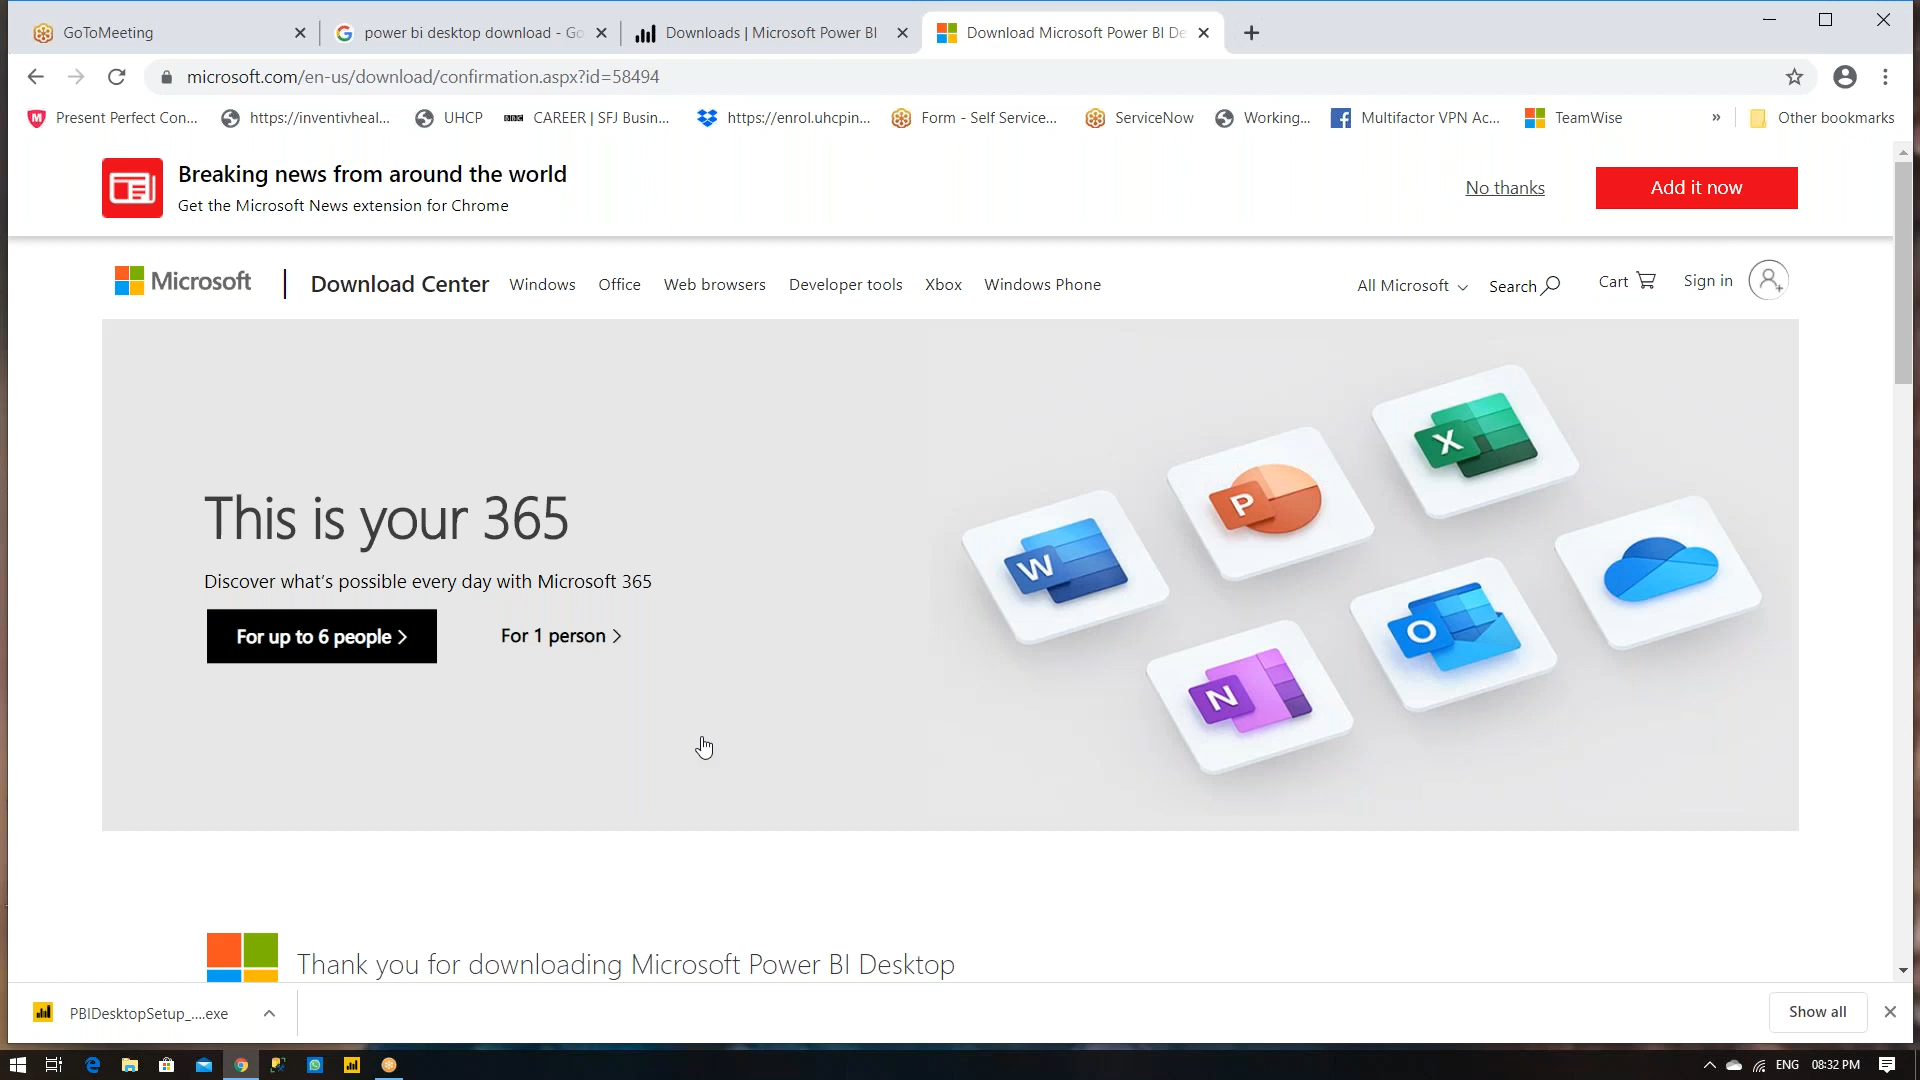 GoToMeeting
power bi desktop download - Go
Downloads | Microsoft Power BI
Download Microsoft Power BI De
microsoft.com/en-us/download/confirmation.aspx?id=58494
Present Perfect Con...
https://inventivheal...
UHCP
BBC CAREER | SFJ Busin...
https://enrol.uhcpin...
Form - Self Service...
ServiceNow
Working...
Multifactor VPN Ac...
TeamWise
»
Other bookmarks
Breaking news from around the world
Get the Microsoft News extension for Chrome
No thanks
Add it now
Microsoft | Download Center Windows Office Web browsers Developer tools Xbox Windows Phone
All Microsoft Search Cart Sign in
X
P
W
O
N
This is your 365
Discover what's possible every day with Microsoft 365
For up to 6 people >
For 1 person >
Thank you for downloading Microsoft Power BI Desktop
PBIDesktopSetup_....exe
Show all
ENG 08:32 PM